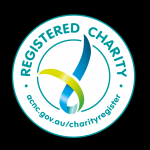 REGISTERED CHARITY
acnc.gov.au/charityregister